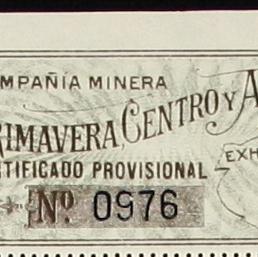 MPAÑIA MINERA
RIMAVERA, CENTRO Y A
TIFICADO PROVISIONAL
EXH
Nº 0976